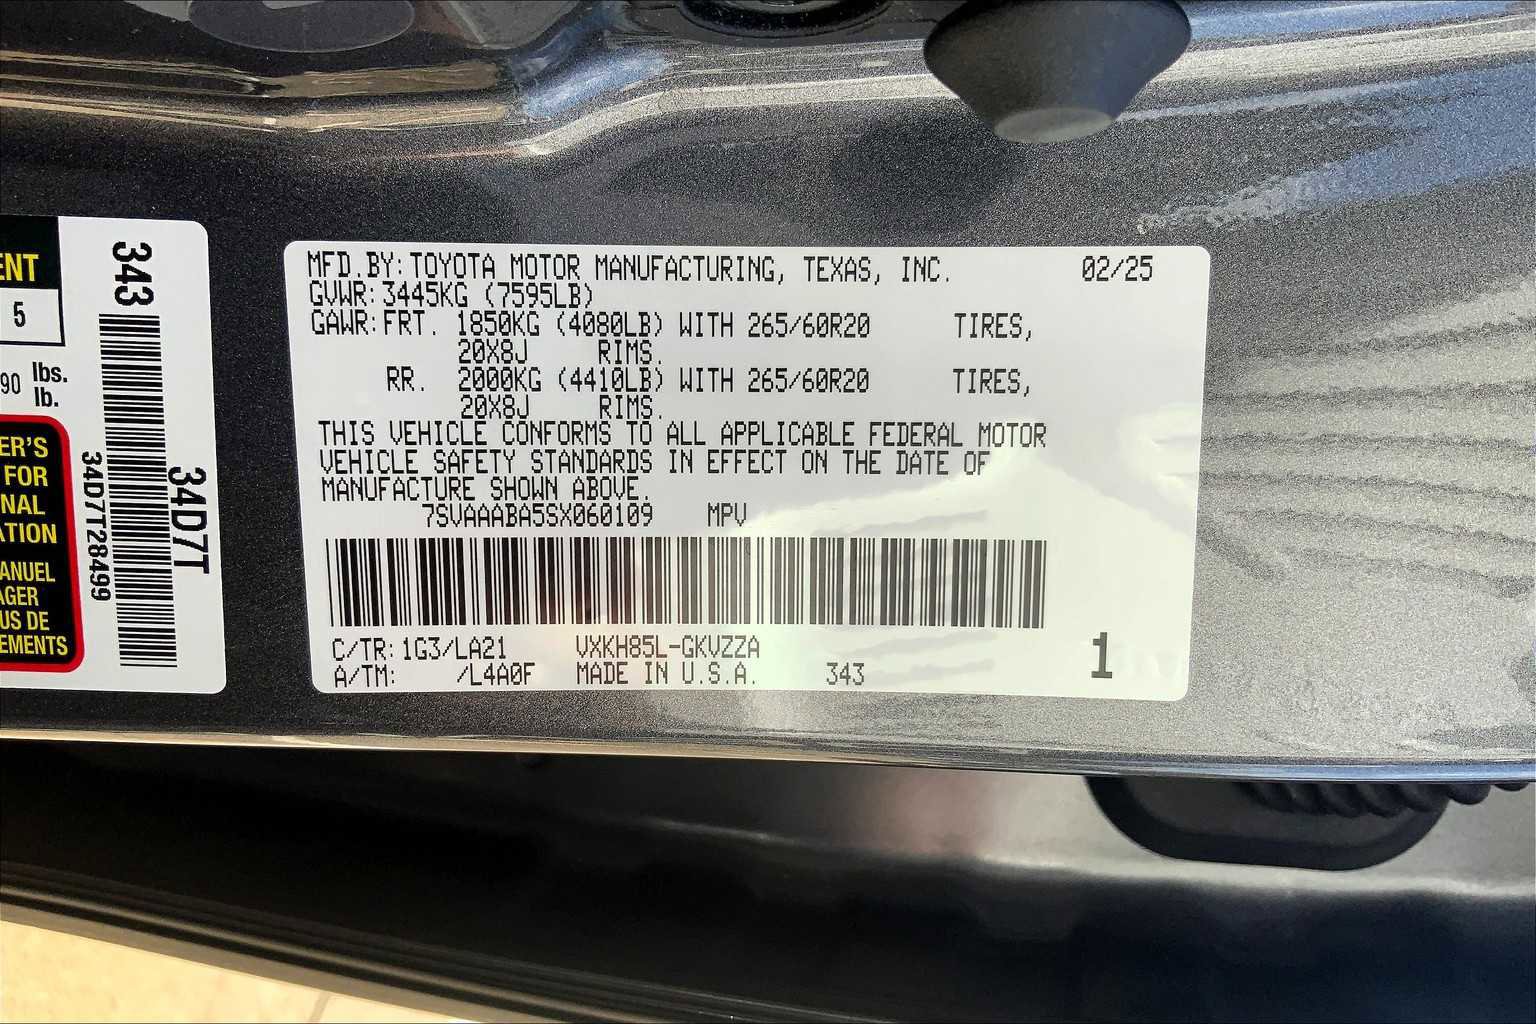 ENT
5
90 lbs.
lb.
ER'S
FOR
NAL
ATION
ANUEL
AGER
US DE
EMENTS
343
34D7T28499
34D7T
MFD.BY:TOYOTA MOTOR MANUFACTURING, TEXAS, INC. 02/25
GVWR:3445KG (7595LB)
GAWR:FRT. 1850KG (4080LB) WITH 265/60R20 TIRES,
20X8J RIMS.
RR. 2000KG (4410LB) WITH 265/60R20 TIRES,
20X8J RIMS.
THIS VEHICLE CONFORMS TO ALL APPLICABLE FEDERAL MOTOR
VEHICLE SAFETY STANDARDS IN EFFECT ON THE DATE OF
MANUFACTURE SHOWN ABOVE.
7SVAAABA5SX060109 MPV
C/TR:1G3/LA21 VXKH85L-GKVZZA
A/TM: /L4A0F MADE IN U.S.A. 343
1